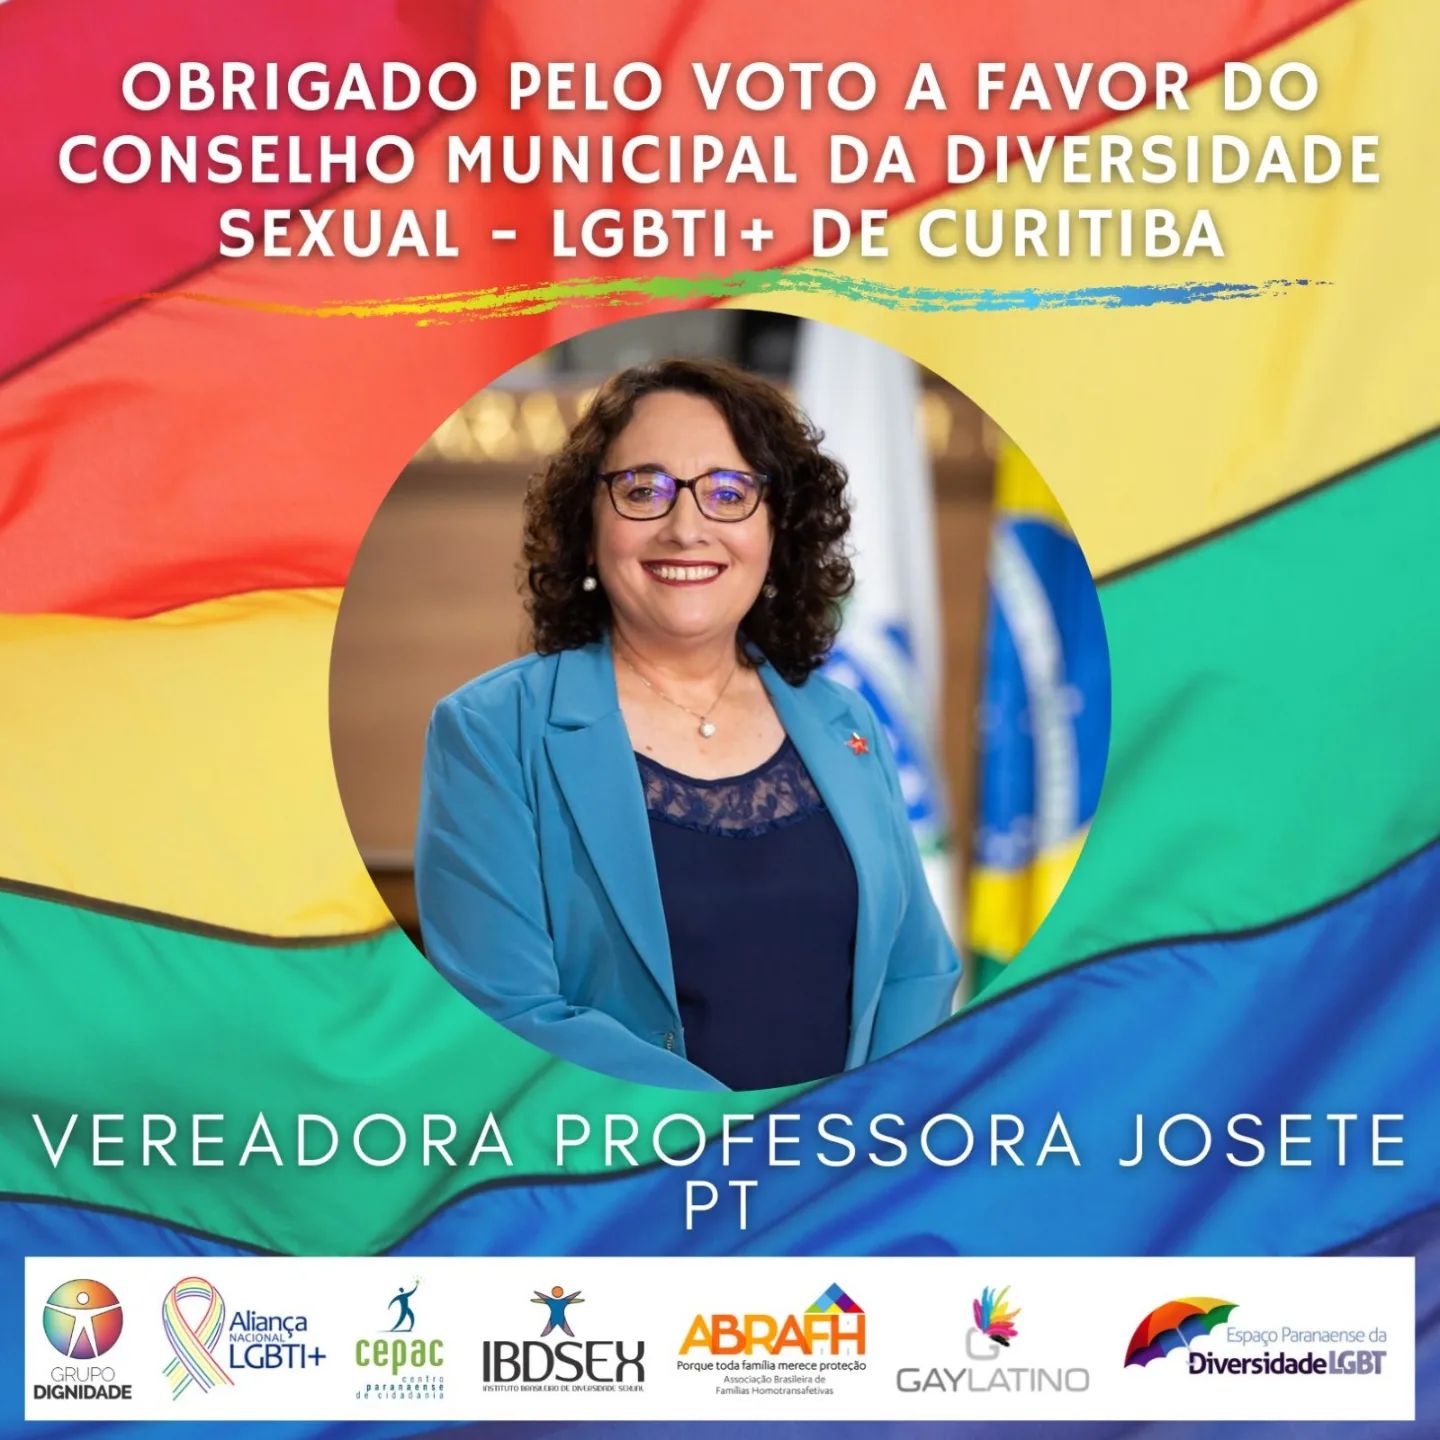 OBRIGADO PELO VOTO A FAVOR DO
CONSELHO MUNICIPAL DA DIVERSIDADE
SEXUAL - LGBTI+ DE CURITIBA
VEREADORA PROFESSORA JOSETE
PT
GRUPO
DIGNIDADE
Aliança
NACIONAL
LGBTI+
cepac
centro
paranaense
de cidadania
IBDSEX
INSTITUTO BRASILEIRO DE DIVERSIDADE SEXUAL
ABRAFH
Porque toda família merece proteção
Associação Brasileira de
Famílias Homotransafetivas
G
GAYLATINO
Espaço Paranaense da
DiversidadeLGBT